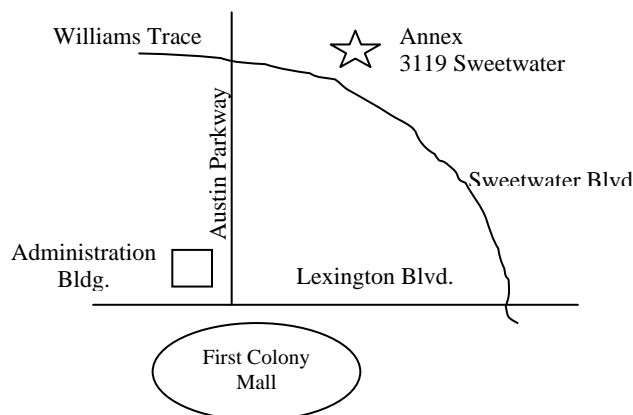 Williams Trace
Annex
3119 Sweetwater
Austin Parkway
Sweetwater Blvd
Administration
Bldg.
Lexington Blvd.
First Colony
Mall